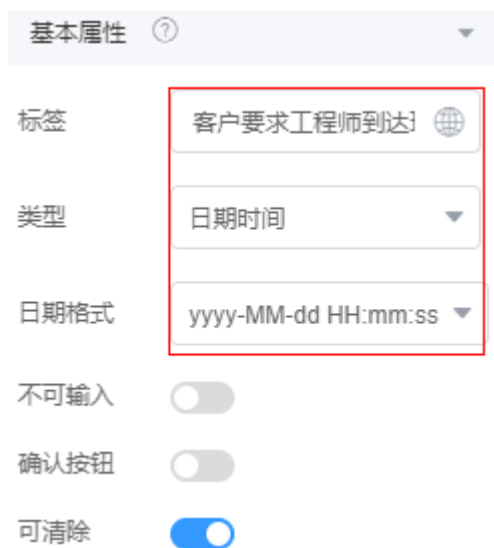 基本属性 ?
标签 客户要求工程师到达
类型 日期时间
日期格式 yyyy-MM-dd HH:mm:ss
不可输入
确认按钮
可清除